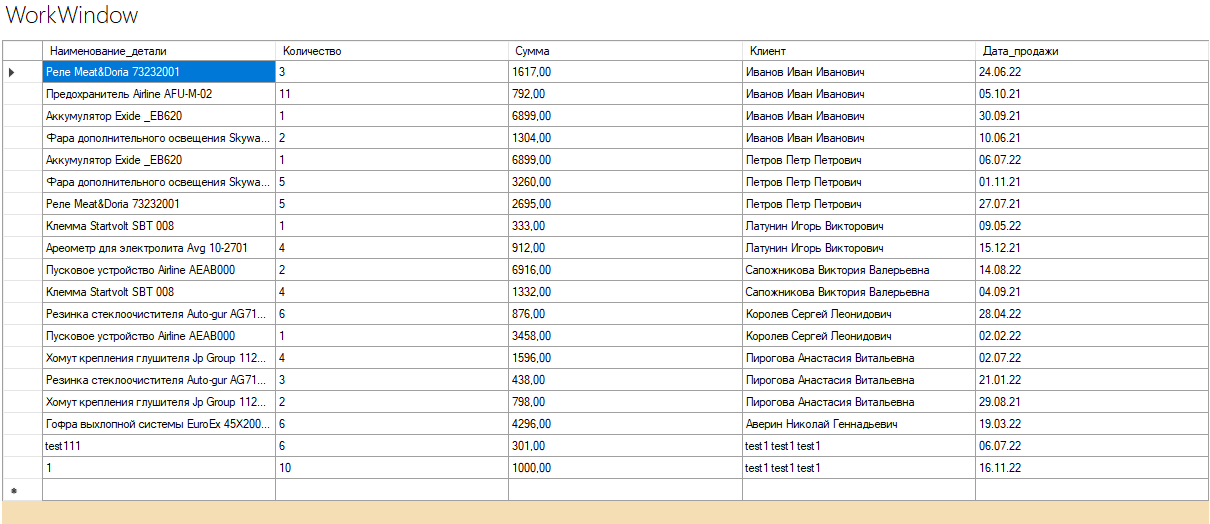 WorkWindow
Наименование_детали Количество Сумма Клиент Дата_продажи
Реле Meat&Doria 73232001 3 1617,00 Иванов Иван Иванович 24.06.22
Предохранитель Airline AFU-M-02 11 792,00 Иванов Иван Иванович 05.10.21
Аккумулятор Exide _EB620 1 6899,00 Иванов Иван Иванович 30.09.21
Фара дополнительного освещения Skywa... 2 1304,00 Иванов Иван Иванович 10.06.21
Аккумулятор Exide _EB620 1 6899,00 Петров Петр Петрович 06.07.22
Фара дополнительного освещения Skywa... 5 3260,00 Петров Петр Петрович 01.11.21
Реле Meat&Doria 73232001 5 2695,00 Петров Петр Петрович 27.07.21
Клемма Startvolt SBT 008 1 333,00 Латунин Игорь Викторович 09.05.22
Ареометр для электролита Avg 10-2701 4 912,00 Латунин Игорь Викторович 15.12.21
Пусковое устройство Airline AEAB000 2 6916,00 Сапожникова Виктория Валерьевна 14.08.22
Клемма Startvolt SBT 008 4 1332,00 Сапожникова Виктория Валерьевна 04.09.21
Резинка стеклоочистителя Auto-gur AG71... 6 876,00 Королев Сергей Леонидович 28.04.22
Пусковое устройство Airline AEAB000 1 3458,00 Королев Сергей Леонидович 02.02.22
Хомут крепления глушителя Jp Group 112... 4 1596,00 Пирогова Анастасия Витальевна 02.07.22
Резинка стеклоочистителя Auto-gur AG71... 3 438,00 Пирогова Анастасия Витальевна 21.01.22
Хомут крепления глушителя Jp Group 112... 2 798,00 Пирогова Анастасия Витальевна 29.08.21
Гофра выхлопной системы EuroEx 45X200... 6 4296,00 Аверин Николай Геннадьевич 19.03.22
test111 6 301,00 test1 test1 test1 06.07.22
1 10 1000,00 test1 test1 test1 16.11.22